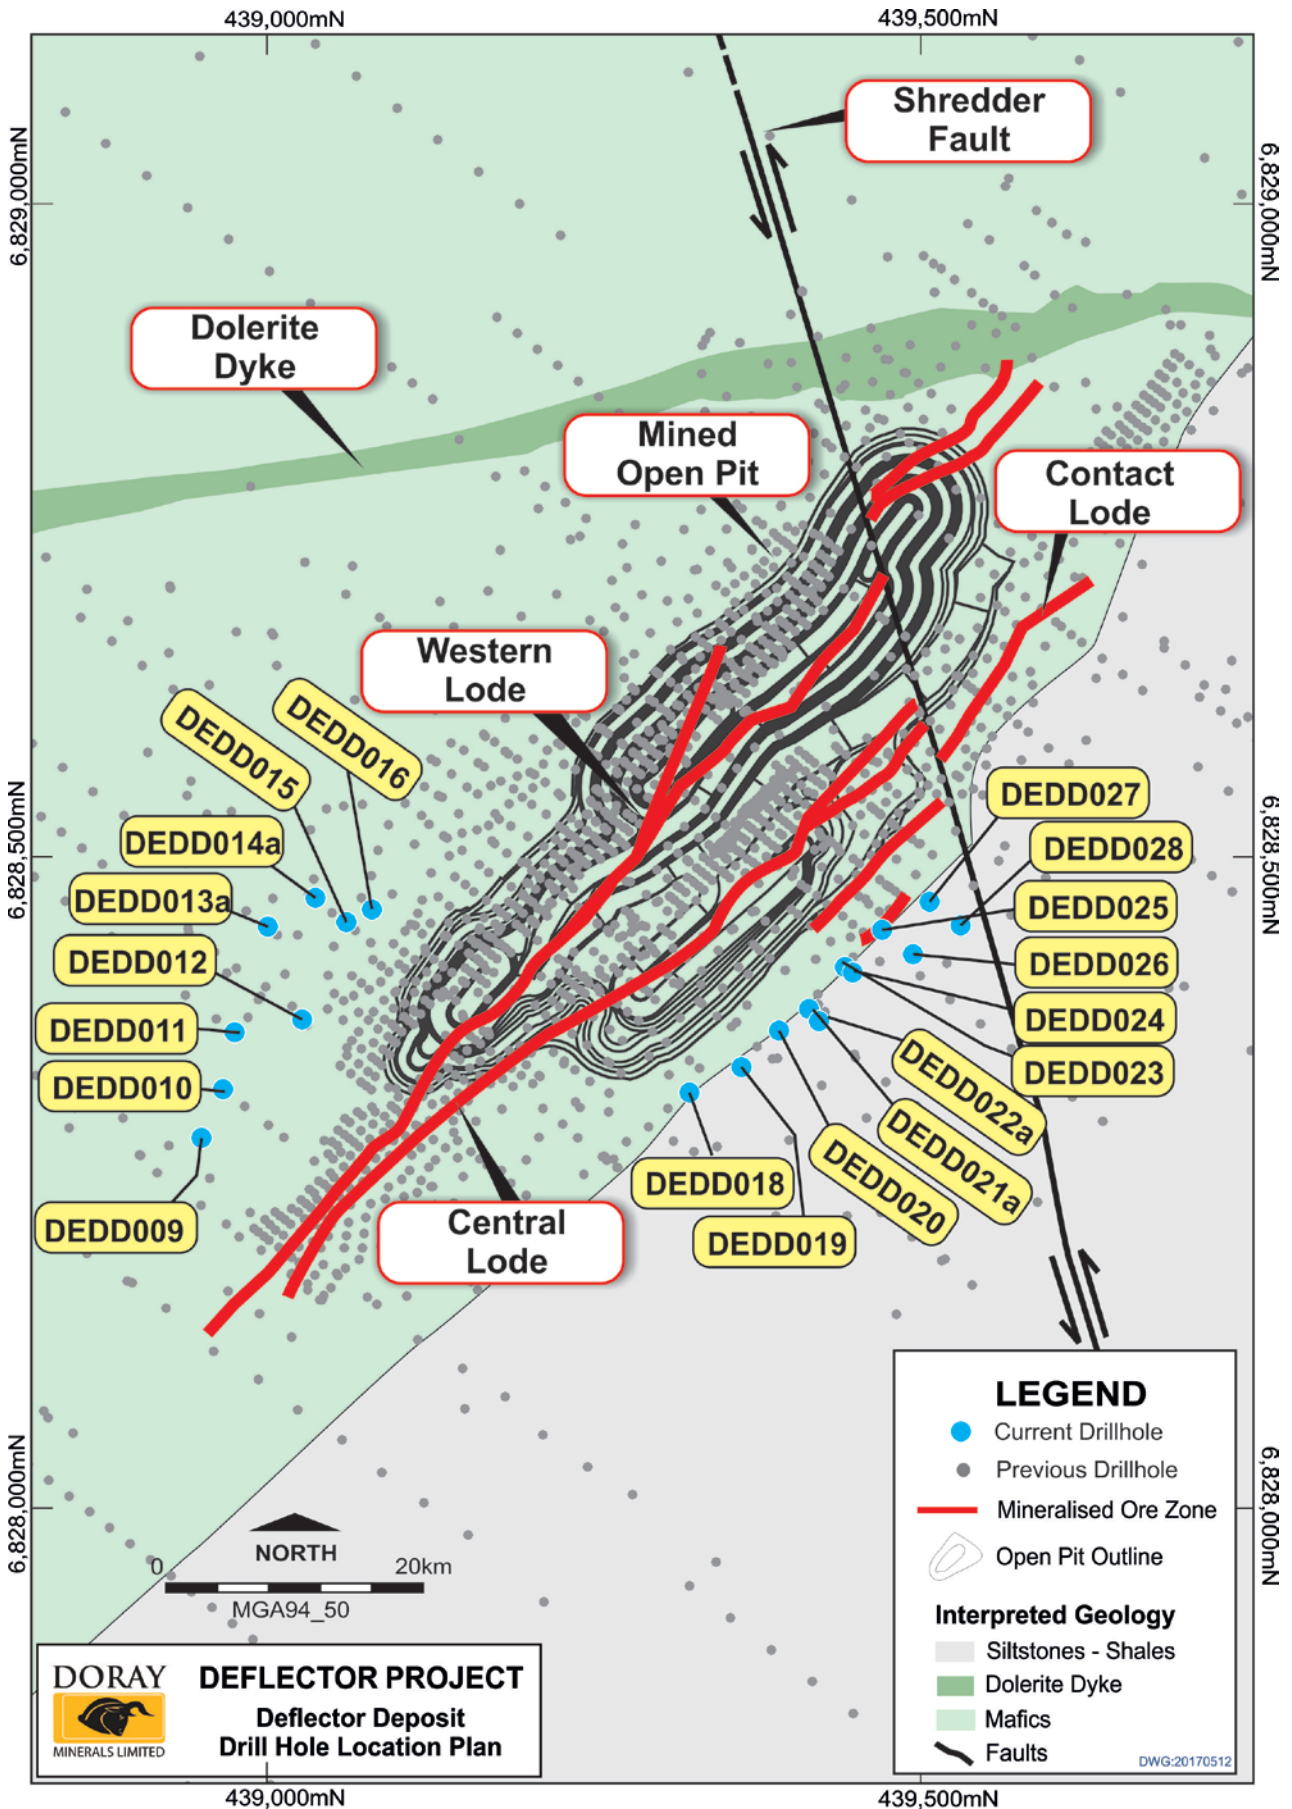 439,000mN
439,500mN
6,829,000mN
6,829,000mN
Shredder
Fault
Dolerite
Dyke
Mined
Open Pit
Contact
Lode
Western
Lode
DEDD015
DEDD016
DEDD014a
DEDD013a
DEDD012
DEDD011
DEDD010
DEDD009
6,828,500mN
6,828,500mN
DEDD027
DEDD028
DEDD025
DEDD026
DEDD024
DEDD023
DEDD022a
DEDD021a
DEDD020
DEDD018
DEDD019
Central
Lode
6,828,000mN
6,828,000mN
NORTH
0
20km
MGA94_50
DORAY
MINERALS LIMITED
DEFLECTOR PROJECT
Deflector Deposit
Drill Hole Location Plan
LEGEND
Current Drillhole
Previous Drillhole
Mineralised Ore Zone
Open Pit Outline
Interpreted Geology
Siltstones - Shales
Dolerite Dyke
Mafics
Faults
DWG:20170512
439,000mN
439,500mN